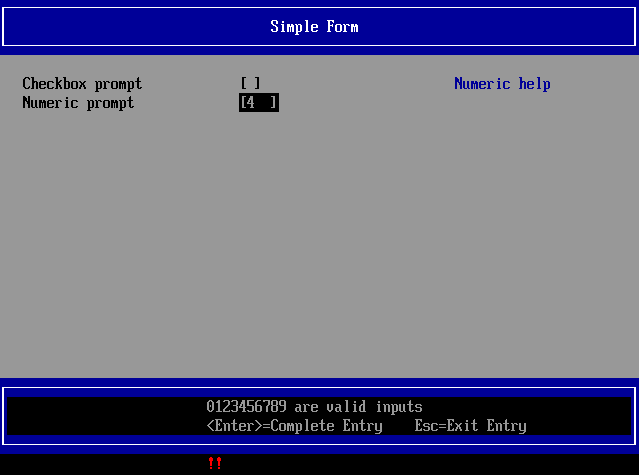 Simple Form
Checkbox prompt [ ] Numeric help
Numeric prompt [4 ]
0123456789 are valid inputs
<Enter>=Complete Entry Esc=Exit Entry
!!